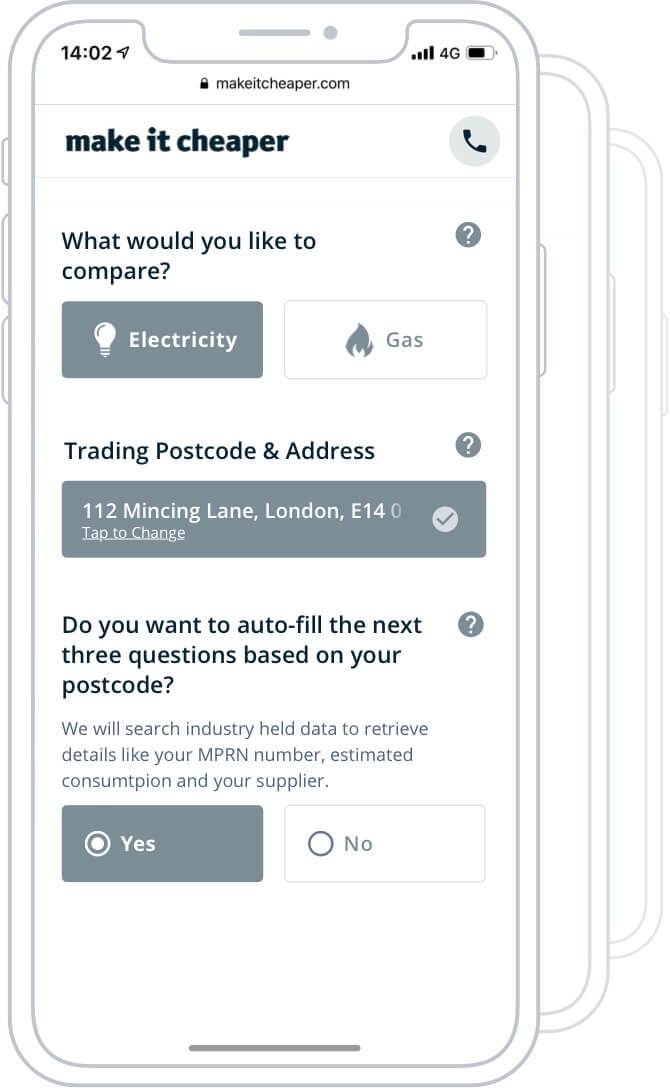 14:02
4G
makeitcheaper.com
make it cheaper
What would you like to
compare?
?
Electricity
Gas
Trading Postcode & Address
?
112 Mincing Lane, London, E14 0
Tap to Change
Do you want to auto-fill the next
three questions based on your
postcode?
?
We will search industry held data to retrieve
details like your MPRN number, estimated
consumtpion and your supplier.
Yes
No